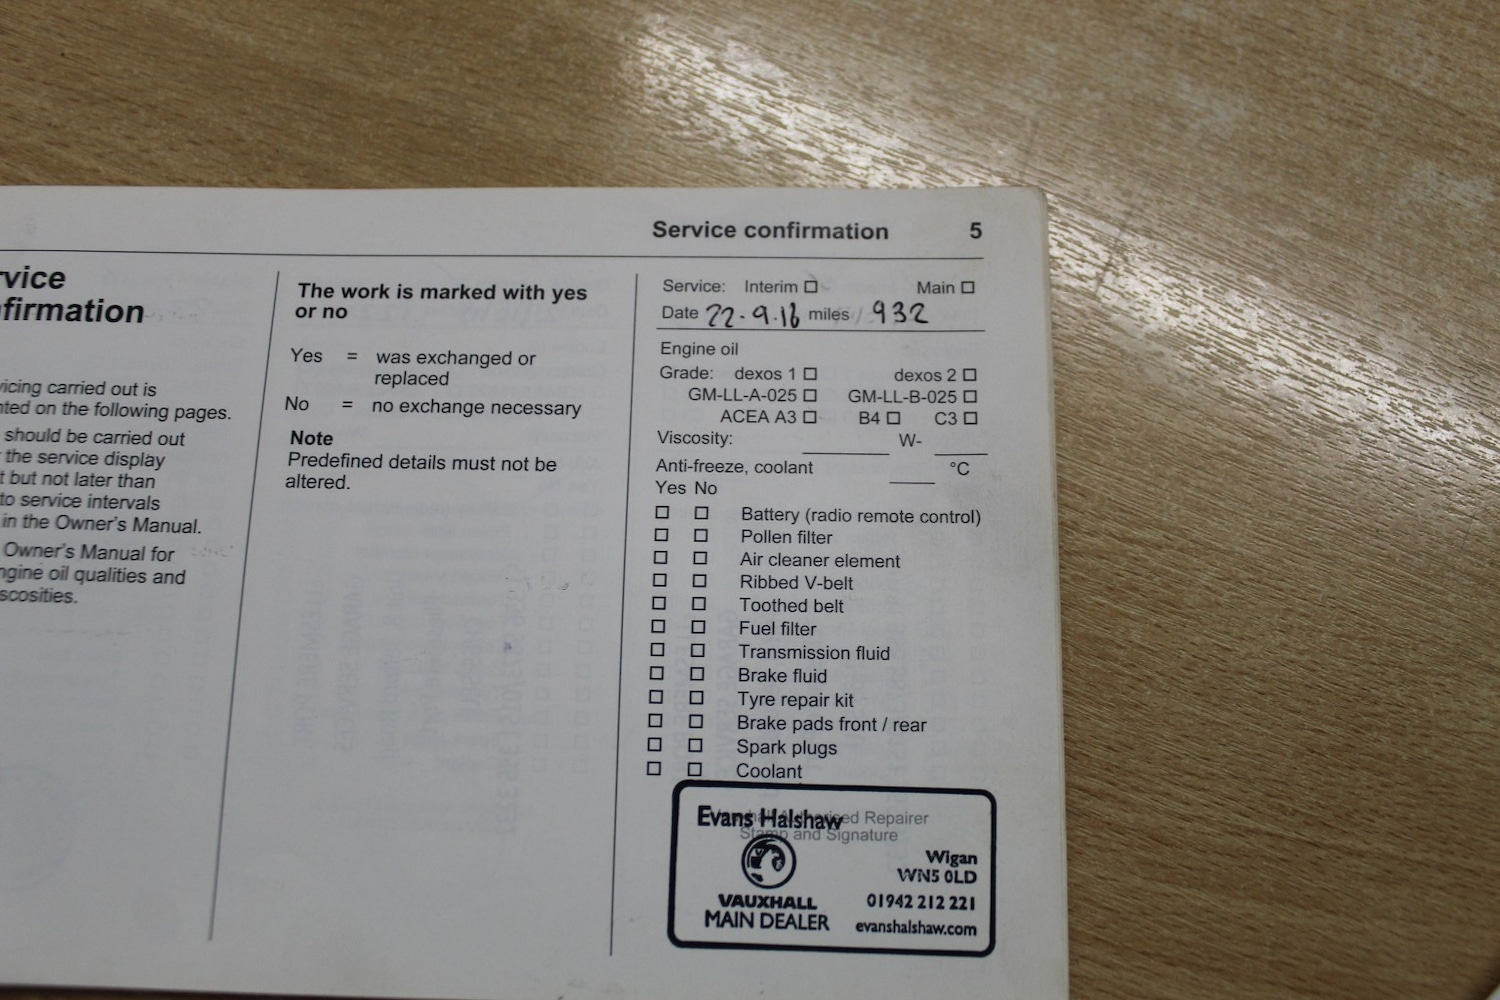 Service confirmation 5
rvice
nfirmation
vicing carried out is
nted on the following pages.
should be carried out
the service display
t but not later than
to service intervals
in the Owner's Manual.
Owner's Manual for
ngine oil qualities and
scosities.
The work is marked with yes
or no
Yes = was exchanged or
replaced
No = no exchange necessary
Note
Predefined details must not be
altered.
Service: Interim ☐ Main ☐
Date 22-9.16 miles 932
Engine oil
Grade: dexos 1 ☐ dexos 2 ☐
GM-LL-A-025 ☐ GM-LL-B-025 ☐
ACEA A3 ☐ B4 ☐ C3 ☐
Viscosity: ____ W- ____
Anti-freeze, coolant ____ °C
Yes No
☐ ☐ Battery (radio remote control)
☐ ☐ Pollen filter
☐ ☐ Air cleaner element
☐ ☐ Ribbed V-belt
☐ ☐ Toothed belt
☐ ☐ Fuel filter
☐ ☐ Transmission fluid
☐ ☐ Brake fluid
☐ ☐ Tyre repair kit
☐ ☐ Brake pads front / rear
☐ ☐ Spark plugs
☐ ☐ Coolant
Repairer
Stamp and Signature
Evans Halshaw
VAUXHALL
MAIN DEALER
Wigan
WN5 0LD
01942 212 221
evanshalshaw.com